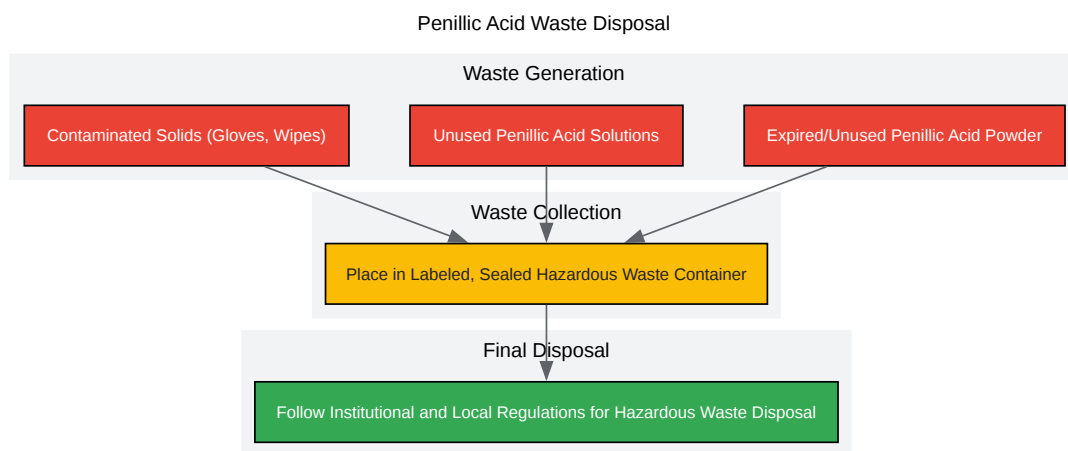 Penillic Acid Waste Disposal
Waste Generation
Contaminated Solids (Gloves, Wipes)
Unused Penillic Acid Solutions
Expired/Unused Penillic Acid Powder
Waste Collection
Place in Labeled, Sealed Hazardous Waste Container
Final Disposal
Follow Institutional and Local Regulations for Hazardous Waste Disposal